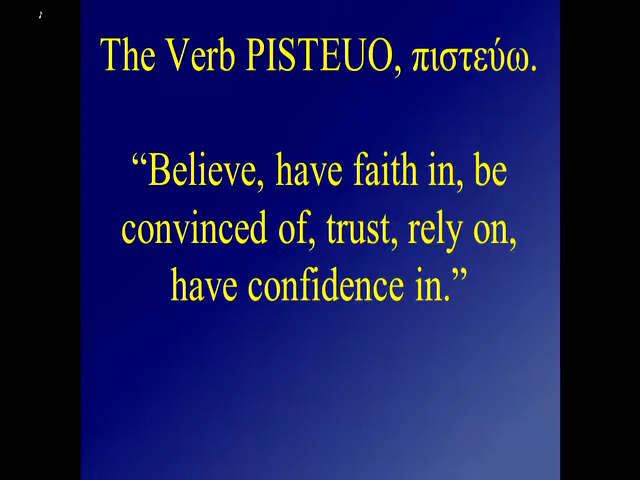 The Verb PISTEUO, πιστεύω.
“Believe, have faith in, be
convinced of, trust, rely on,
have confidence in.”